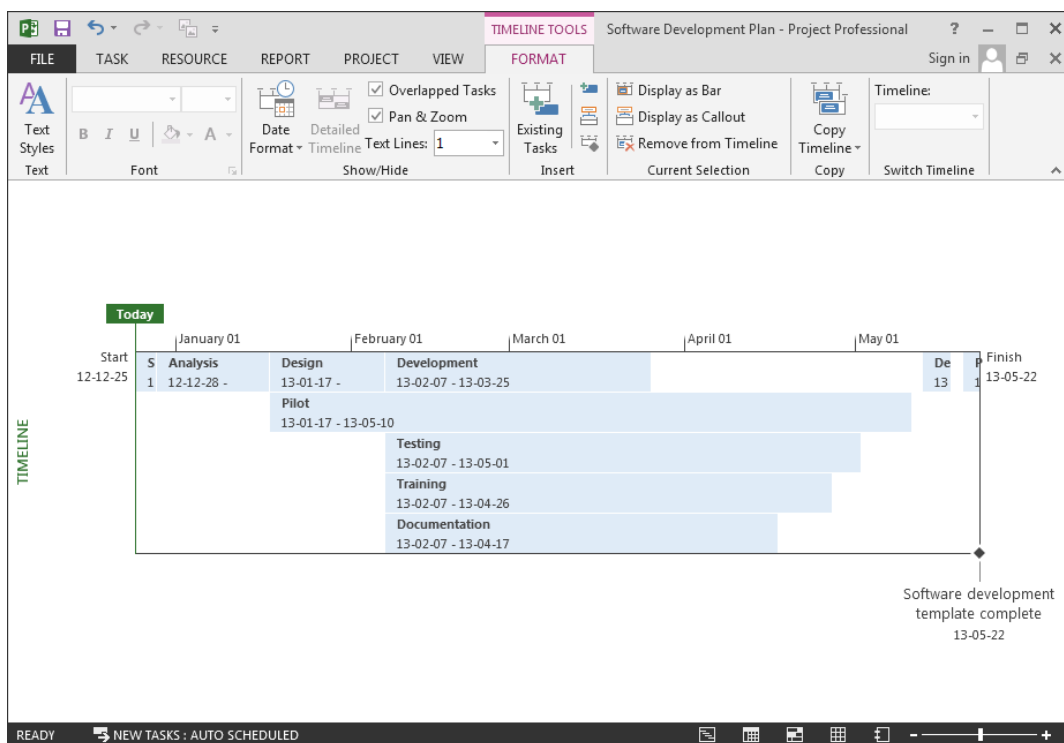 TIMELINE TOOLS
Software Development Plan - Project Professional
FILE TASK RESOURCE REPORT PROJECT VIEW FORMAT Sign in
Text Styles
B I U A
Date Format
Detailed Timeline
Overlapped Tasks
Pan & Zoom
Text Lines: 1
Existing Tasks
Display as Bar
Display as Callout
Remove from Timeline
Copy Timeline
Timeline:
Text Font Show/Hide Insert Current Selection Copy Switch Timeline
Today
January 01 February 01 March 01 April 01 May 01
Start
12-12-25
S
1
Analysis
12-12-28 -
Design
13-01-17 -
Development
13-02-07 - 13-03-25
De
13
P
1
Finish
13-05-22
Pilot
13-01-17 - 13-05-10
Testing
13-02-07 - 13-05-01
Training
13-02-07 - 13-04-26
Documentation
13-02-07 - 13-04-17
TIMELINE
Software development
template complete
13-05-22
READY NEW TASKS : AUTO SCHEDULED